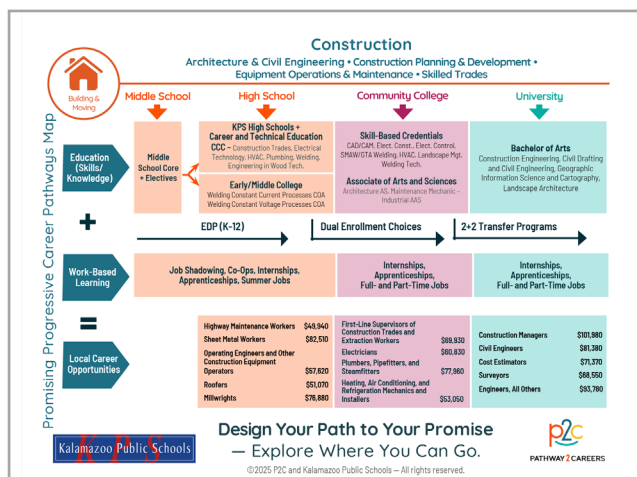 Construction
Architecture & Civil Engineering • Construction Planning & Development •
Equipment Operations & Maintenance • Skilled Trades
Building &
Moving
Middle School
High School
Community College
University
Promising Progressive Career Pathways Map
Education
(Skills/
Knowledge)
Middle
School Core
+ Electives
KPS High Schools +
Career and Technical Education
CCC – Construction Trades, Electrical
Technology, HVAC, Plumbing, Welding,
Engineering in Wood Tech.
Early/Middle College
Welding Constant Current Processes COA
Welding Constant Voltage Processes COA
Skill-Based Credentials
CAD/CAM, Elect. Const., Elect. Control,
SMAW/GTA Welding, HVAC, Landscape Mgt,
Welding Tech.
Associate of Arts and Sciences
Architecture AS, Maintenance Mechanic -
Industrial AAS
Bachelor of Arts
Construction Engineering, Civil Drafting
and Civil Engineering, Geographic
Information Science and Cartography,
Landscape Architecture
+
EDP (K-12)
Dual Enrollment Choices
2+2 Transfer Programs
Work-Based
Learning
Job Shadowing, Co-Ops, Internships,
Apprenticeships, Summer Jobs
Internships,
Apprenticeships,
Full- and Part-Time Jobs
Internships,
Apprenticeships,
Full- and Part-Time Jobs
=
Local Career
Opportunities
Highway Maintenance Workers $49,940
Sheet Metal Workers $82,510
Operating Engineers and Other
Construction Equipment
Operators $57,620
Roofers $51,070
Millwrights $76,880
First-Line Supervisors of
Construction Trades and
Extraction Workers $69,930
Electricians $60,830
Plumbers, Pipefitters, and
Steamfitters $77,960
Heating, Air Conditioning, and
Refrigeration Mechanics and
Installers $53,050
Construction Managers $101,980
Civil Engineers $81,380
Cost Estimators $71,370
Surveyors $68,550
Engineers, All Others $93,760
KPS
Kalamazoo Public Schools
Design Your Path to Your Promise
— Explore Where You Can Go.
©2025 P2C and Kalamazoo Public Schools — All rights reserved.
p2c
PATHWAY2CAREERS